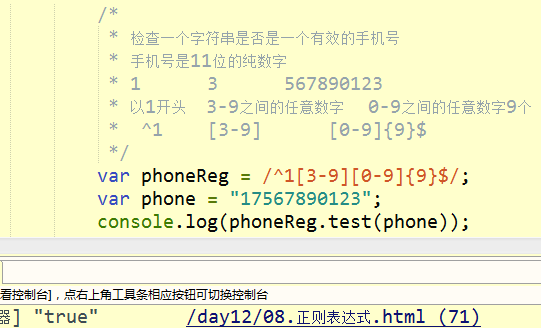 /*
* 检查一个字符串是否是一个有效的手机号
* 手机号是11位的纯数字
* 1 3 567890123
* 以1开头 3-9之间的任意数字 0-9之间的任意数字9个
* ^1 [3-9] [0-9]{9}$
*/
var phoneReg = /^1[3-9][0-9]{9}$/;
var phone = "17567890123";
console.log(phoneReg.test(phone));
看控制台]，点右上角工具条相应按钮可切换控制台
器] "true" /day12/08.正则表达式.html (71)